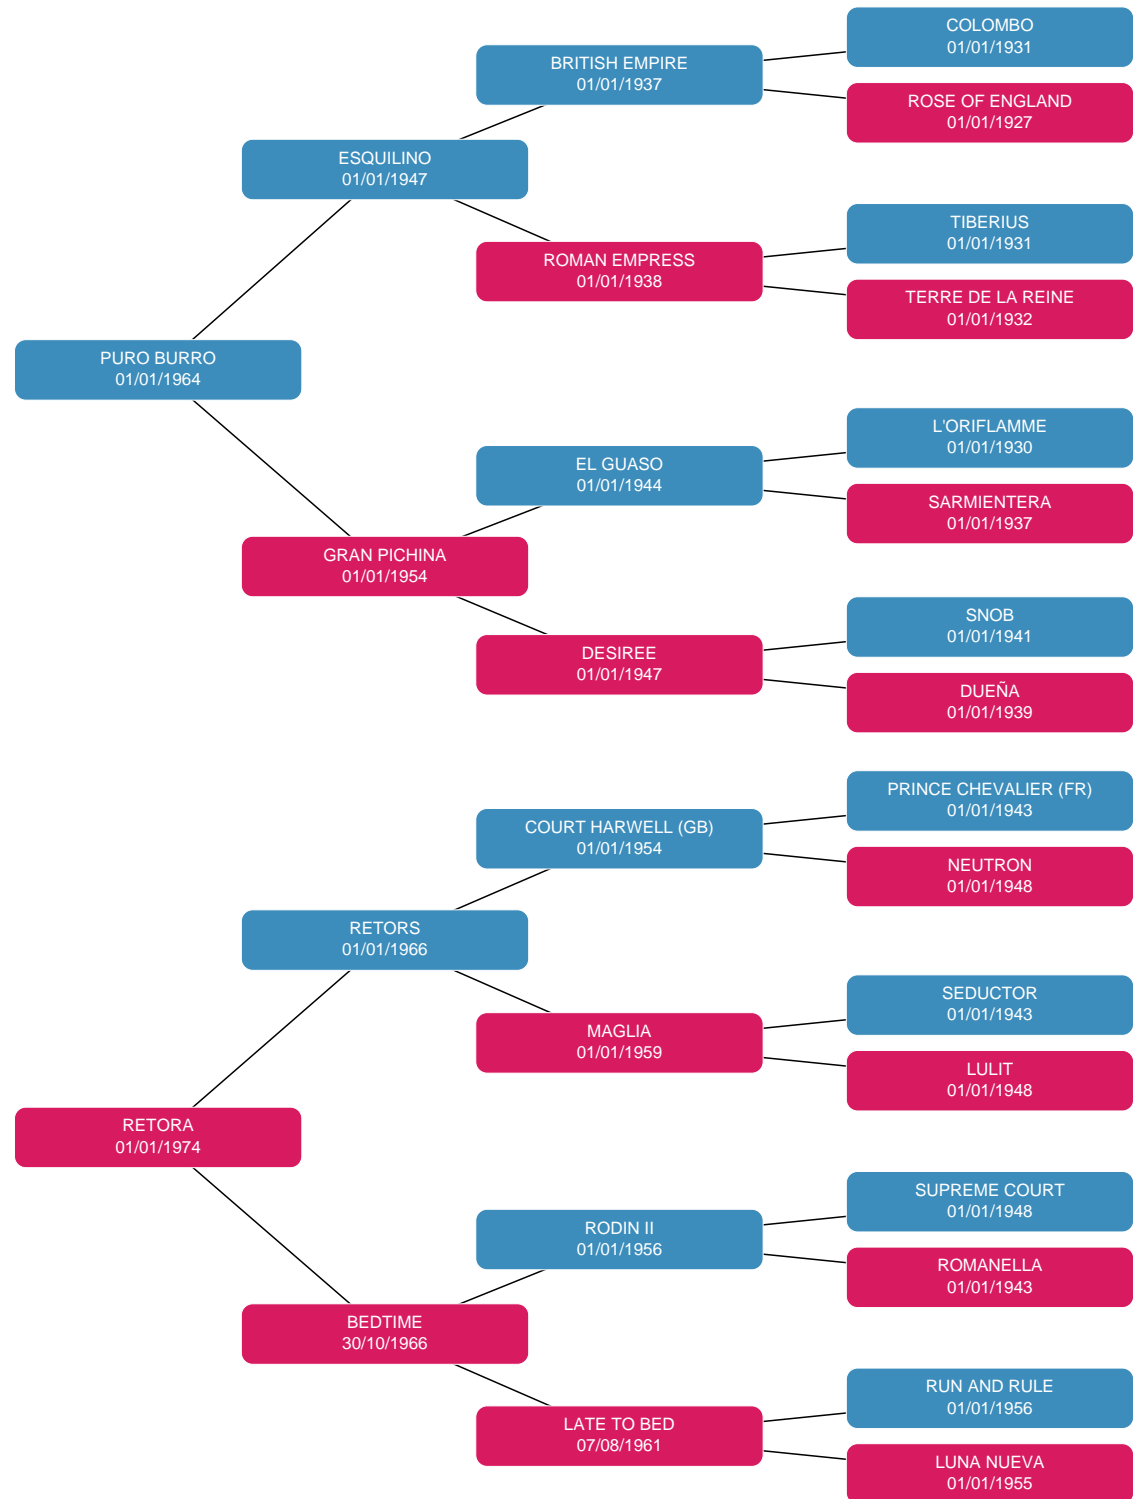 COLOMBO
01/01/1931
BRITISH EMPIRE
01/01/1937
ROSE OF ENGLAND
01/01/1927
ESQUILINO
01/01/1947
TIBERIUS
01/01/1931
ROMAN EMPRESS
01/01/1938
TERRE DE LA REINE
01/01/1932
PURO BURRO
01/01/1964
L'ORIFLAMME
01/01/1930
EL GUASO
01/01/1944
SARMIENTERA
01/01/1937
GRAN PICHINA
01/01/1954
SNOB
01/01/1941
DESIREE
01/01/1947
DUEÑA
01/01/1939
PRINCE CHEVALIER (FR)
01/01/1943
COURT HARWELL (GB)
01/01/1954
NEUTRON
01/01/1948
RETORS
01/01/1966
SEDUCTOR
01/01/1943
MAGLIA
01/01/1959
LULIT
01/01/1948
RETORA
01/01/1974
SUPREME COURT
01/01/1948
RODIN II
01/01/1956
ROMANELLA
01/01/1943
BEDTIME
30/10/1966
RUN AND RULE
01/01/1956
LATE TO BED
07/08/1961
LUNA NUEVA
01/01/1955